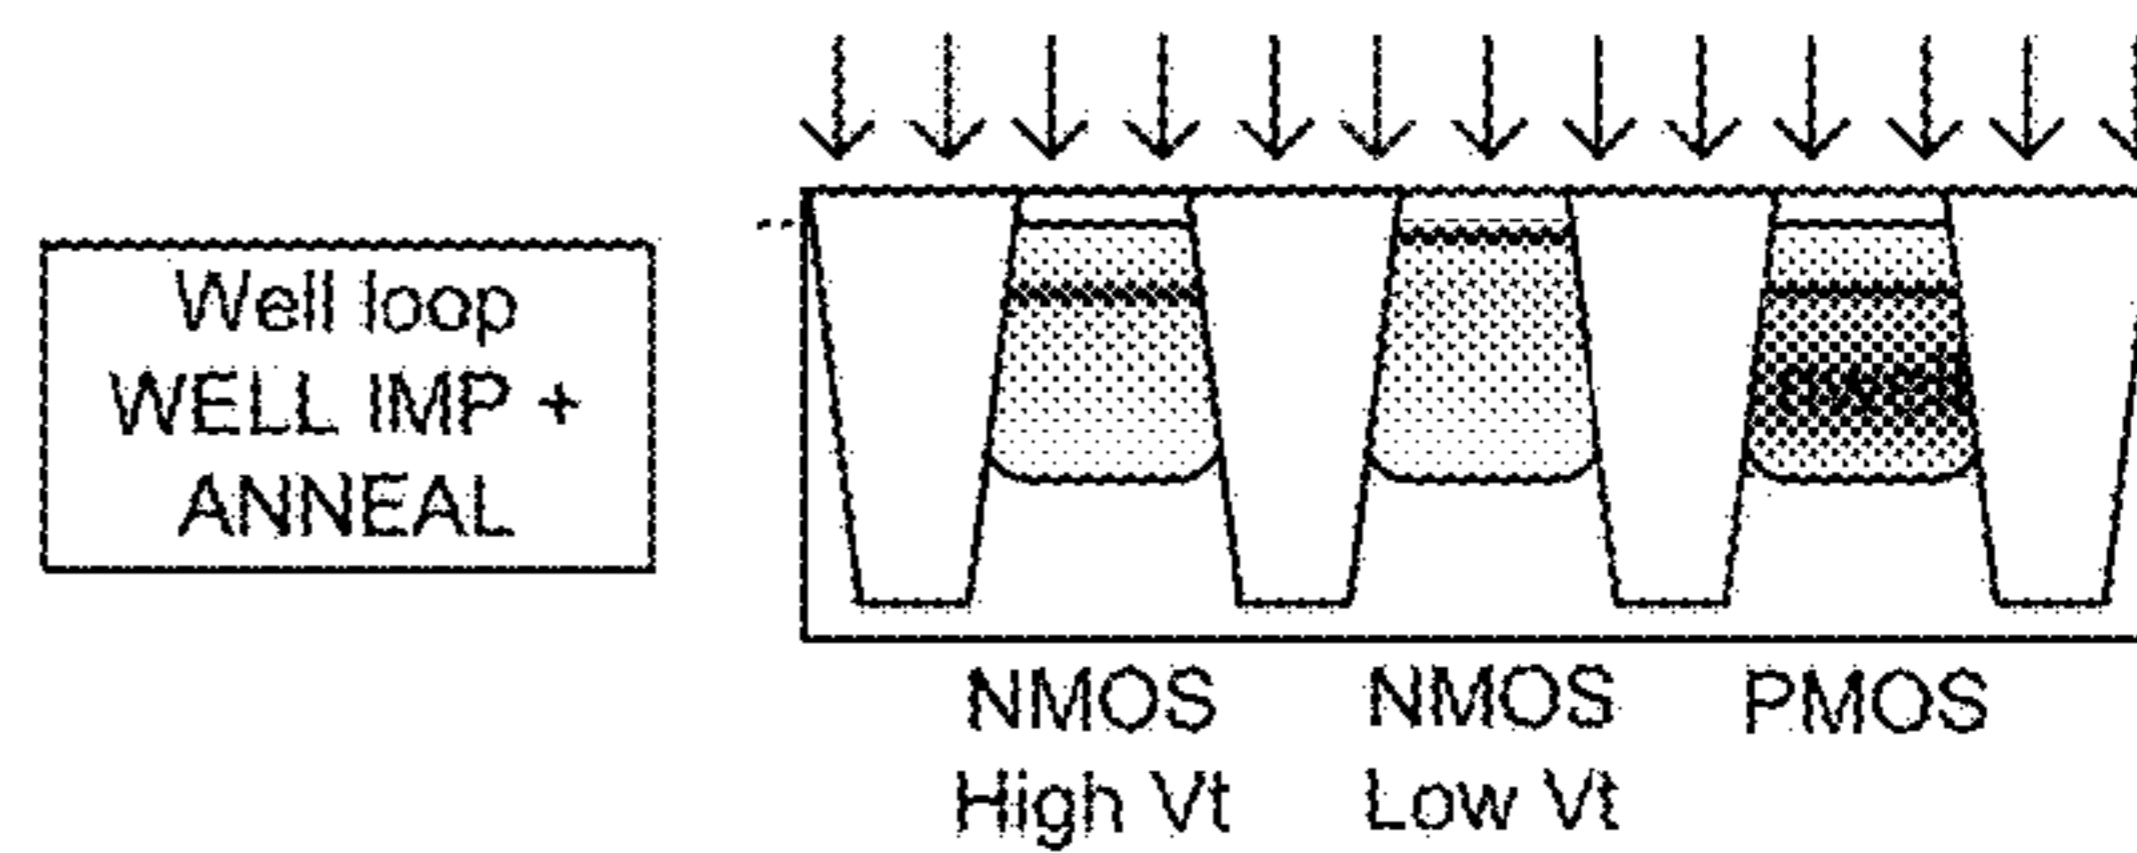 Well loop
WELL IMP +
ANNEAL
NMOS
High Vt
NMOS
Low Vt
PMOS